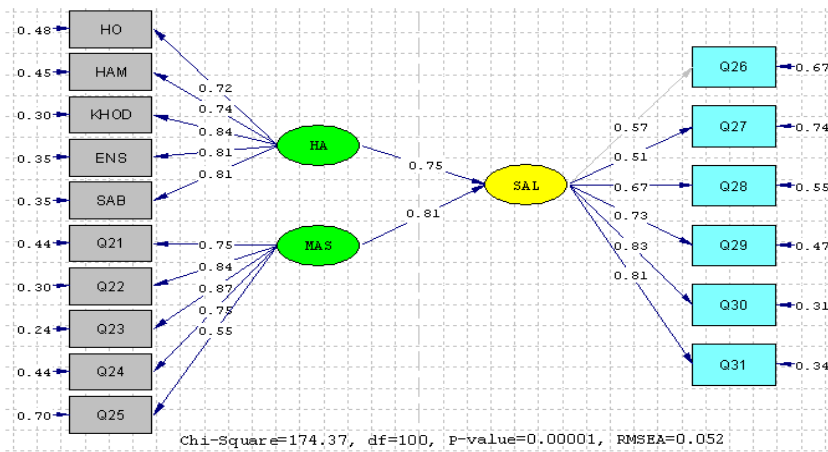 0.48 HO
0.45 HAM
0.30 KHOD
0.35 ENS
0.35 SAB
0.44 Q21
0.30 Q22
0.24 Q23
0.44 Q24
0.70 Q25
0.72
0.74
0.84
0.81
0.81
HA
0.75
0.84
0.87
0.75
0.55
MAS
0.75
0.81
SAL
0.57
0.51
0.67
0.73
0.83
0.81
Q26 0.67
Q27 0.74
Q28 0.55
Q29 0.47
Q30 0.31
Q31 0.34
Chi-Square=174.37, df=100, P-value=0.00001, RMSEA=0.052